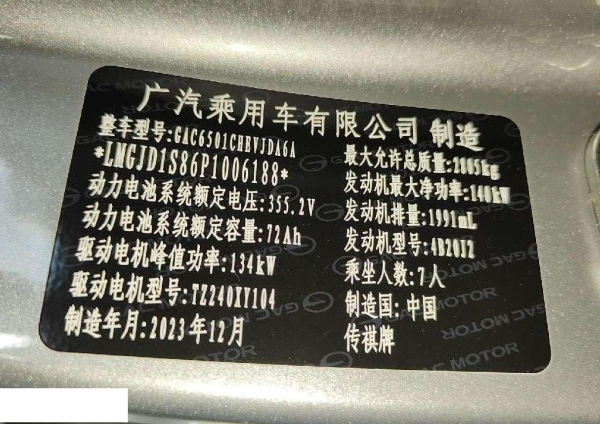 广汽乘用车有限公司 制造
整车型号:GAC6501CHEVJDA6A
*LMGJD1S86P1006188*
动力电池系统额定电压:355.2V
动力电池系统额定容量:72Ah
驱动电机峰值功率:134kW
驱动电机型号:TZ240XY104
制造年月:2023年12月
最大允许总质量:2805kg
发动机最大净功率:140kW
发动机排量:1991mL
发动机型号:4B20J2
乘坐人数:7人
制造国:中国
传祺牌
GAC MOTOR